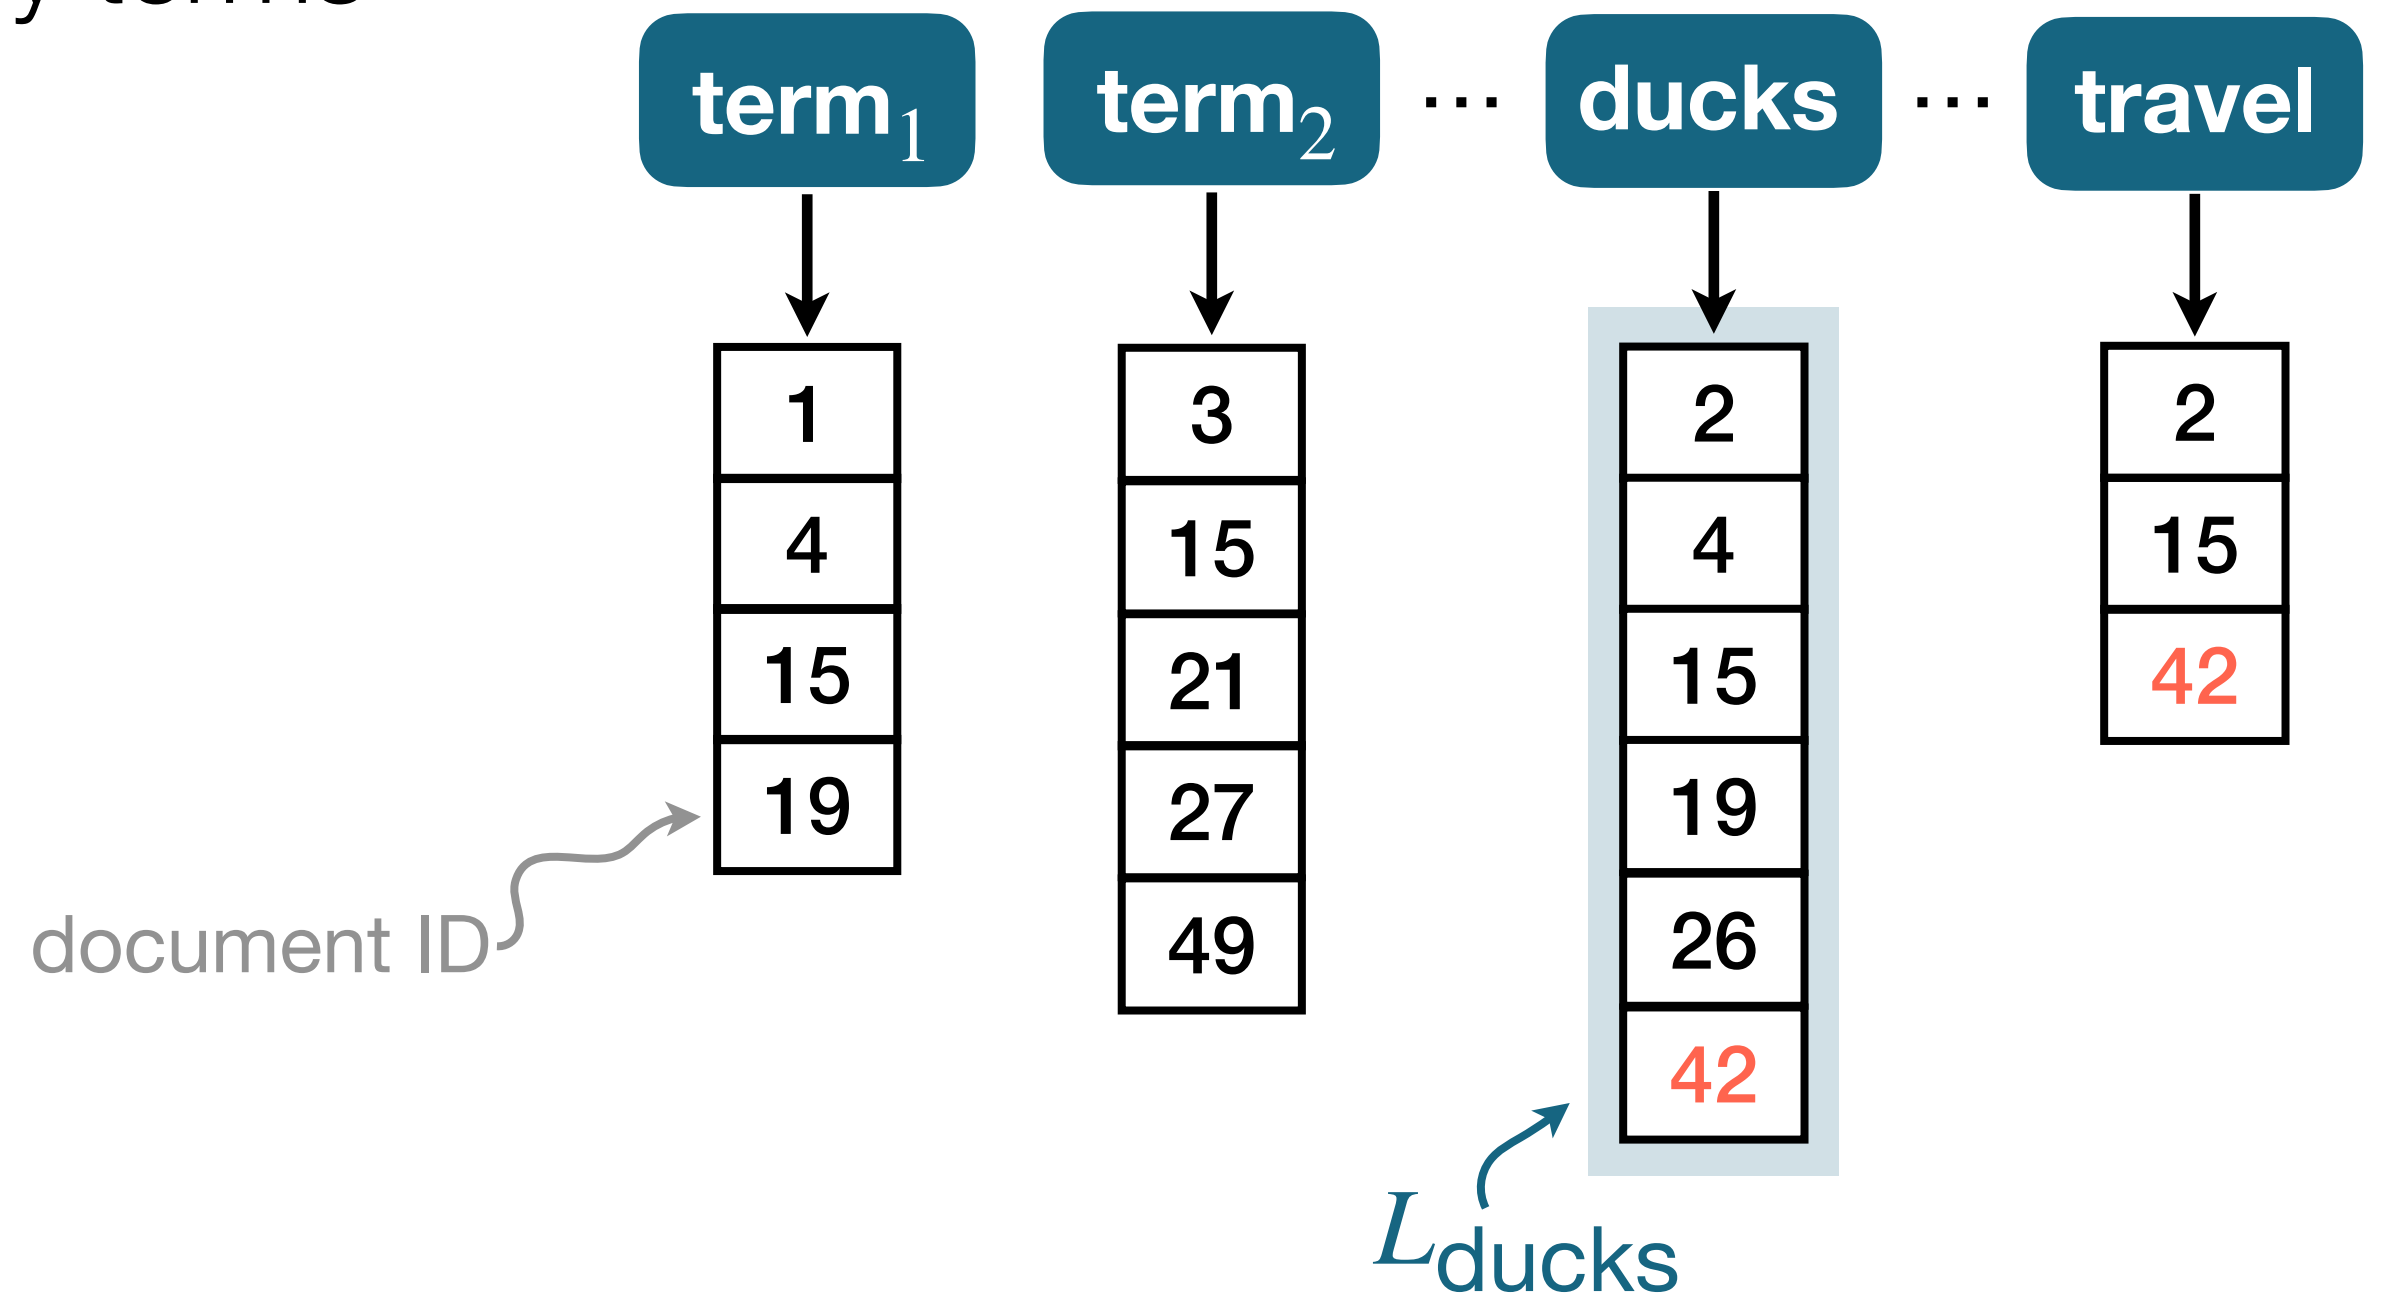 y terms
term1 term2 ... ducks ... travel
1 3 2 2
4 15 4 15
15 21 15 42
19 27 19
document ID 49 26
42
Lducks